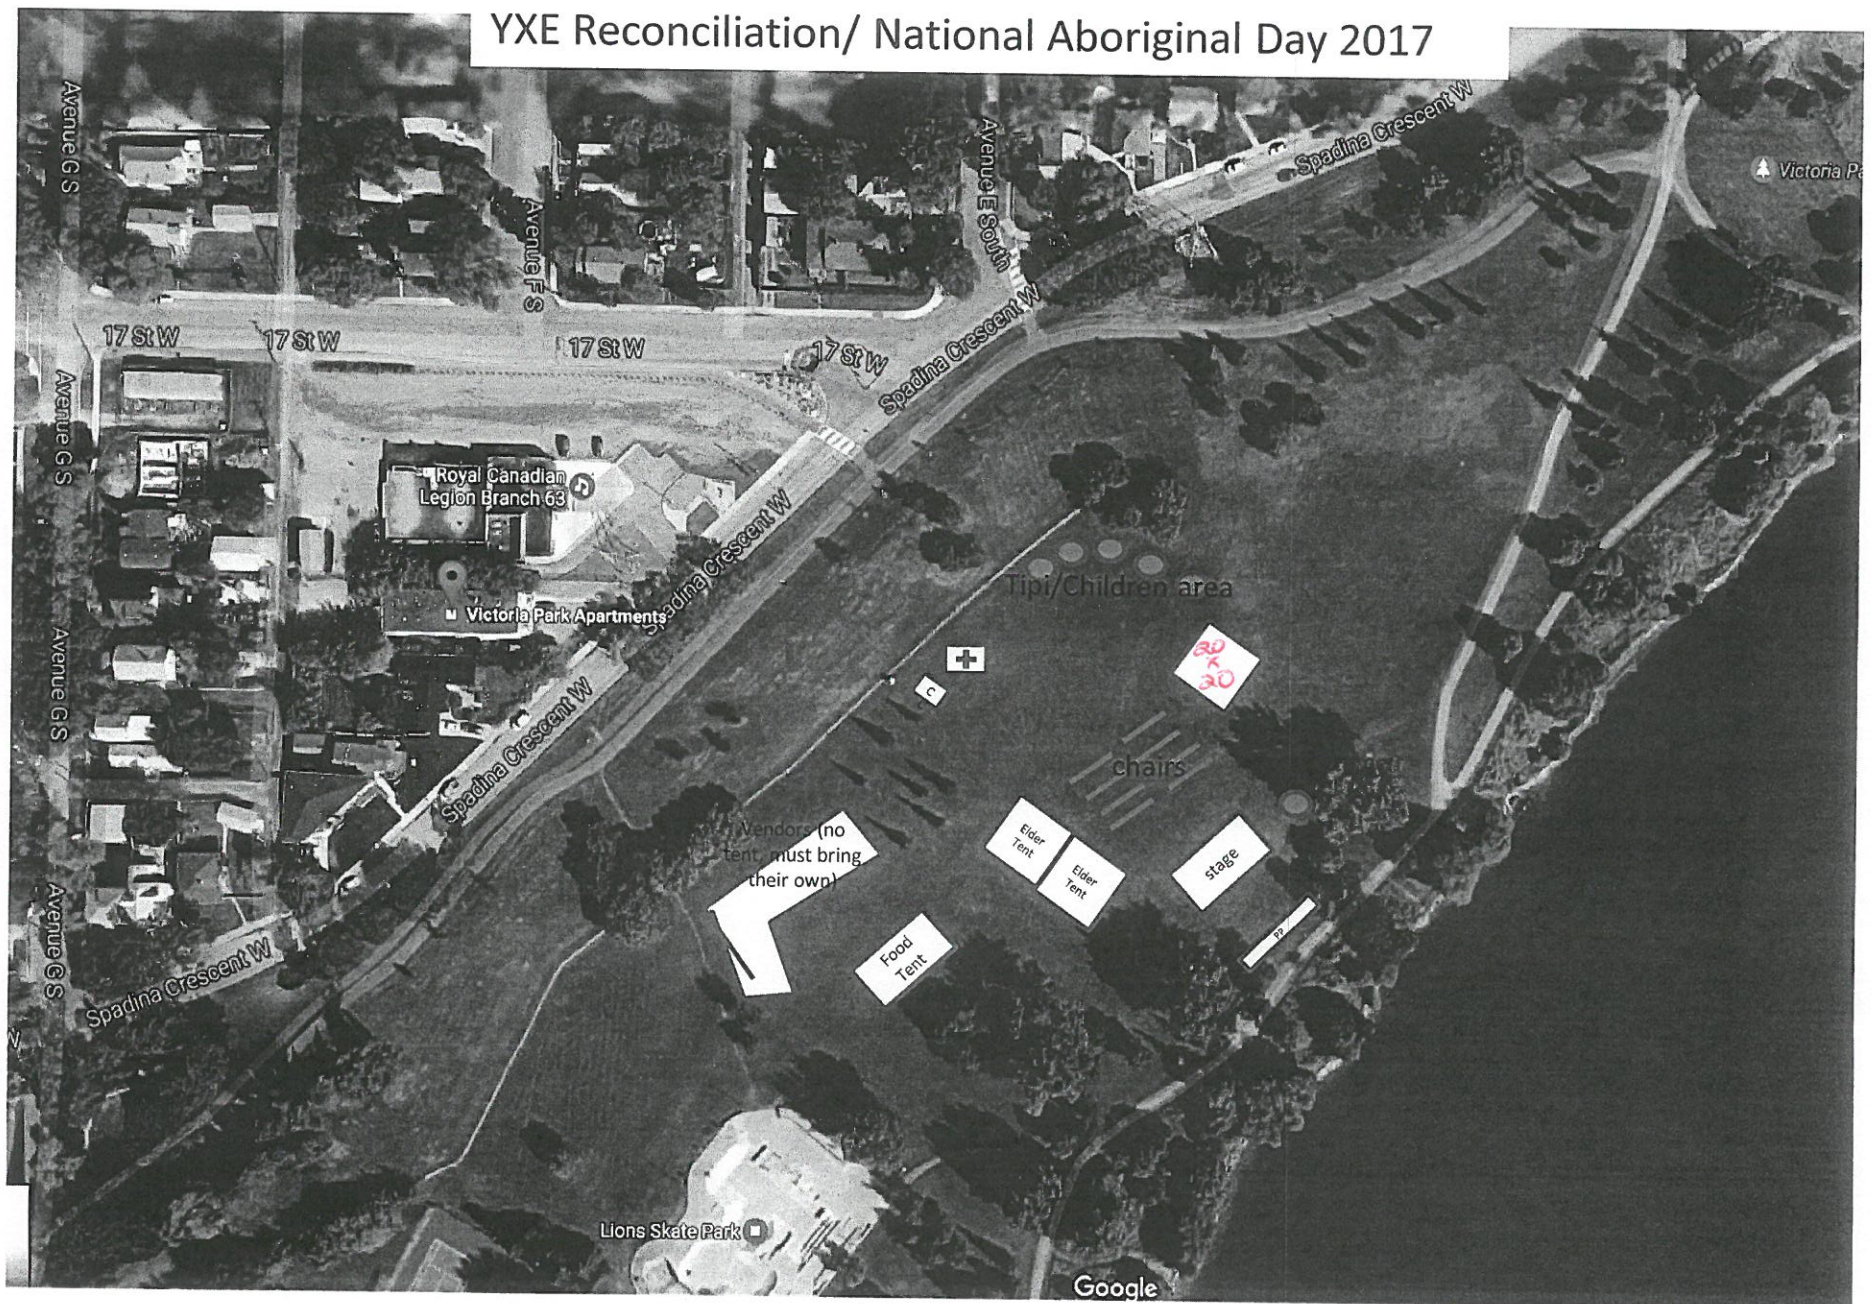 YXE Reconciliation/ National Aboriginal Day 2017
Avenue G S
Avenue F S
Avenue E South
Spadina Crescent W
Victoria Pa
17 St W
17 St W
17 St W
17 St W
Spadina Crescent W
Avenue G S
Royal Canadian
Legion Branch 63
Spadina Crescent W
Tipi/Children area
Victoria Park Apartments
20
x
20
C
Avenue G S
Spadina Crescent W
chairs
Vendors (no
tent, must bring
their own)
Elder
Tent
Elder
Tent
stage
PP
Food
Tent
Avenue G S
Spadina Crescent W
W
Lions Skate Park
Google